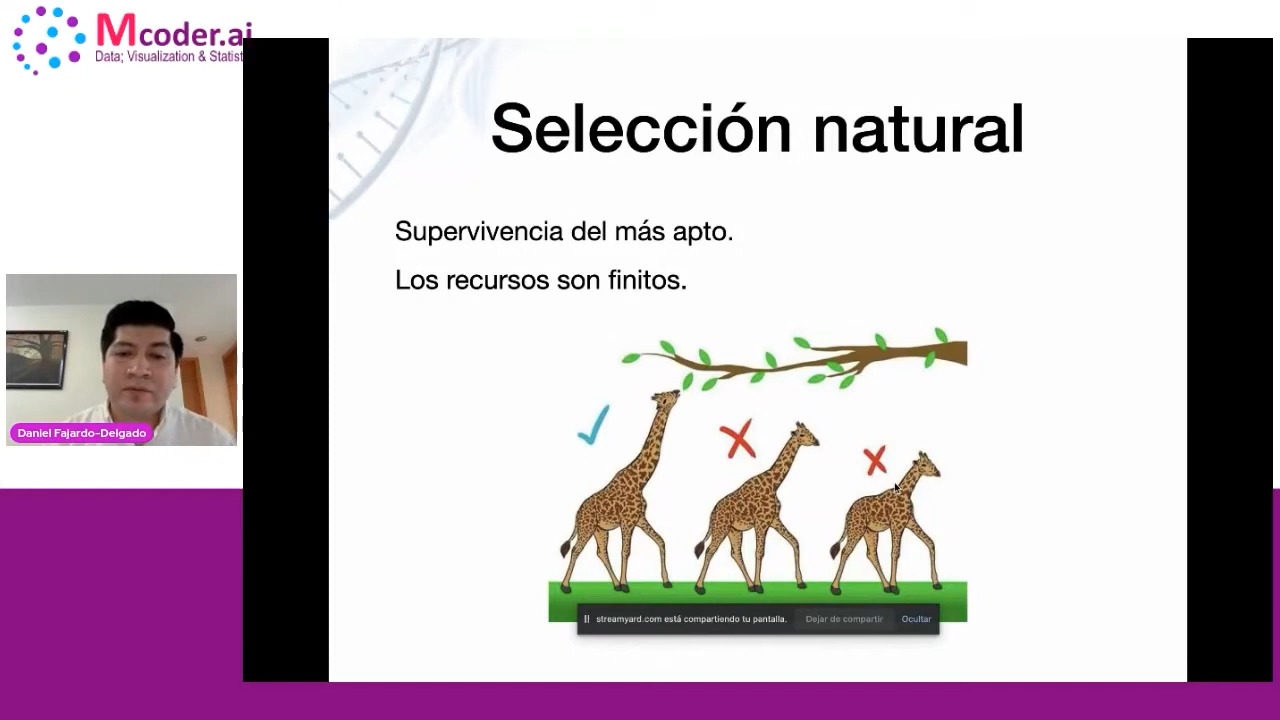 Mcoder.ai
Data; Visualization & Statist
Selección natural
Supervivencia del más apto.
Los recursos son finitos.
Daniel Fajardo-Delgado
streamyard.com está compartiendo tu pantalla. Dejar de compartir Ocultar